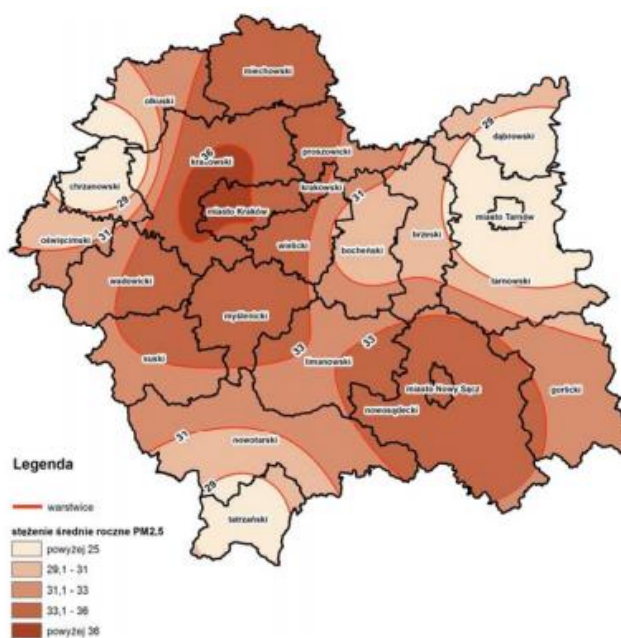 miechowski
olkuski
29
dąbrowski
36
krakowski
proszowicki
chrzanowski
krakowski
29
31
miasto Kraków
miasto Tarnów
31
oświęcimski
wielicki
bocheński
brzeski
wadowicki
tarnowski
myślenicki
33
33
suski
limanowski
miasto Nowy Sącz
gorlicki
nowosądecki
31
nowotarski
29
tatrzański
Legenda
warstwice
stężenie średnie roczne PM2,5
powyżej 25
29,1 - 31
31,1 - 33
33,1 - 36
powyżej 36